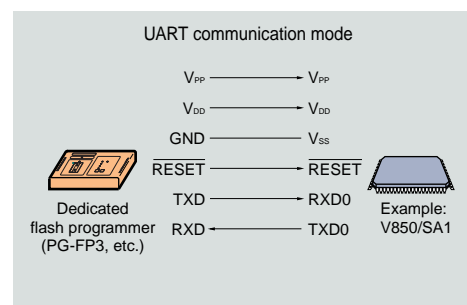 UART communication mode
VPP VPP
VDD VDD
GND VSS
RESET RESET
TXD RXD0
RXD TXD0
Dedicated
flash programmer
(PG-FP3, etc.)
Example:
V850/SA1